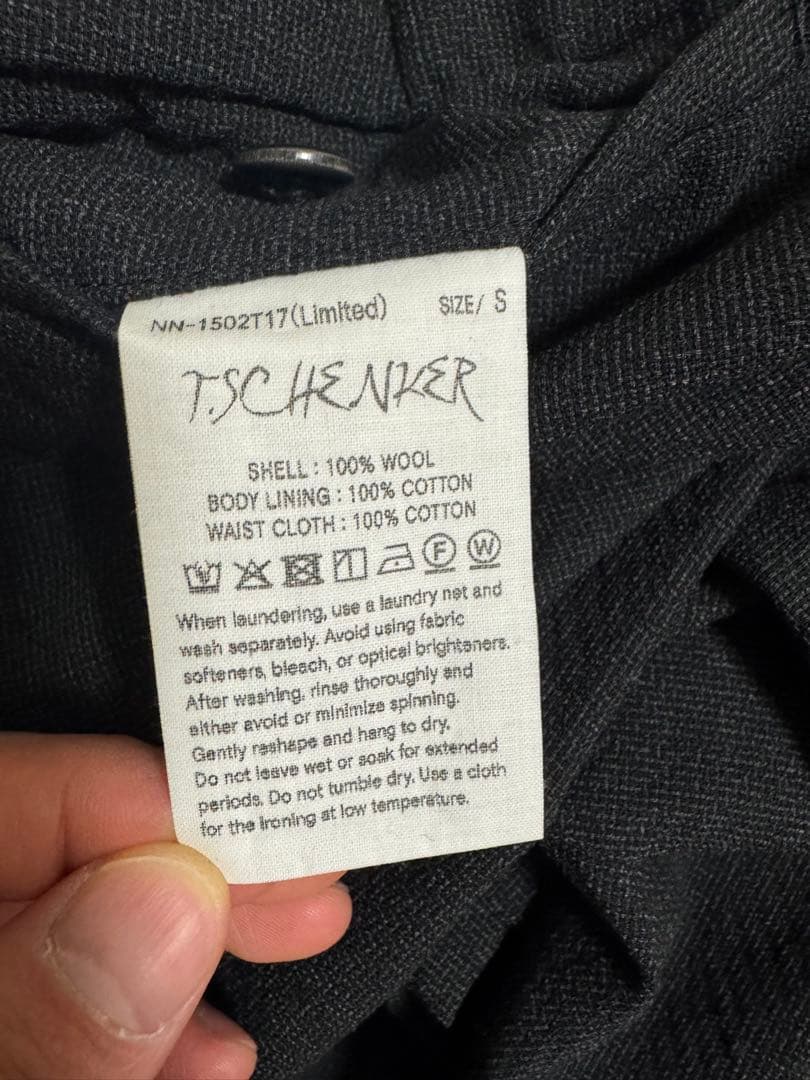 NN-1502T17(Limited) SIZE/ S
T.SCHENKER
SHELL : 100% WOOL
BODY LINING : 100% COTTON
WAIST CLOTH : 100% COTTON
F W
When laundering, use a laundry net and
wash separately. Avoid using fabric
softeners, bleach, or optical brighteners.
After washing, rinse thoroughly and
either avoid or minimize spinning.
Gently reshape and hang to dry.
Do not leave wet or soak for extended
periods. Do not tumble dry. Use a cloth
for the ironing at low temperature.